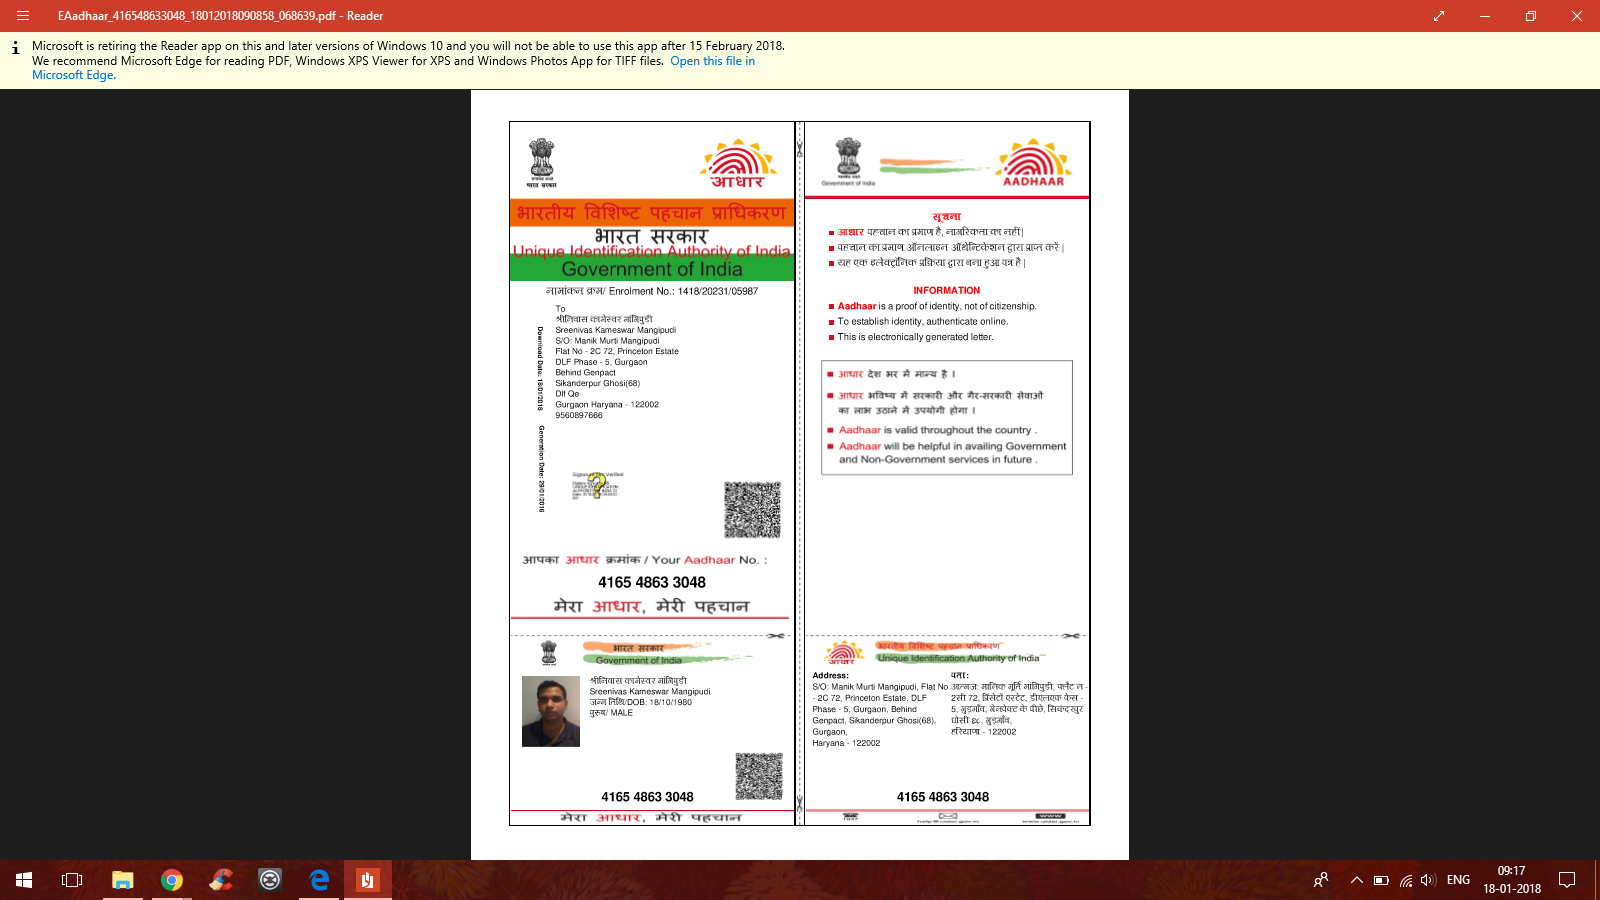 EAadhaar_416548633048_18012018090858_068639.pdf - Reader
Microsoft is retiring the Reader app on this and later versions of Windows 10 and you will not be able to use this app after 15 February 2018.
We recommend Microsoft Edge for reading PDF, Windows XPS Viewer for XPS and Windows Photos App for TIFF files. Open this file in
Microsoft Edge.
भारत सरकार
आधार
भारतीय विशिष्ट पहचान प्राधिकरण
भारत सरकार
Unique Identification Authority of India
Government of India
नामांकन क्रम/ Enrolment No.: 1418/20231/05987
To
श्रीनिवास कामेस्वर मांगिपुडी
Sreenivas Kameswar Mangipudi
S/O: Manik Murti Mangipudi
Flat No - 2C 72, Princeton Estate
DLF Phase - 5, Gurgaon
Behind Genpact
Sikanderpur Ghosi(68)
Dlf Qe
Gurgaon Haryana - 122002
9560897666
Download Date: 18/01/2018
Generation Date: 29/01/2016
आपका आधार क्रमांक / Your Aadhaar No. :
4165 4863 3048
मेरा आधार, मेरी पहचान
Government of India
AADHAAR
सूचना
आधार पहचान का प्रमाण है, नागरिकता का नहीं |
पहचान का प्रमाण ऑनलाइन ऑथेन्टिकेशन द्वारा प्राप्त करें |
यह एक इलेक्ट्रॉनिक प्रक्रिया द्वारा बना हुआ पत्र है |
INFORMATION
Aadhaar is a proof of identity, not of citizenship.
To establish identity, authenticate online.
This is electronically generated letter.
आधार देश भर में मान्य है ।
आधार भविष्य में सरकारी और गैर-सरकारी सेवाओं
का लाभ उठाने में उपयोगी होगा ।
Aadhaar is valid throughout the country .
Aadhaar will be helpful in availing Government
and Non-Government services in future .
भारत सरकार
Government of India
श्रीनिवास कामेस्वर मांगिपुडी
Sreenivas Kameswar Mangipudi
जन्म तिथि/DOB: 18/10/1980
पुरुष/ MALE
4165 4863 3048
मेरा आधार, मेरी पहचान
आधार
भारतीय विशिष्ट पहचान प्राधिकरण
Unique Identification Authority of India
Address:
S/O: Manik Murti Mangipudi, Flat No
- 2C 72, Princeton Estate, DLF
Phase - 5, Gurgaon, Behind
Genpact, Sikanderpur Ghosi(68),
Gurgaon,
Haryana - 122002
पता:
आत्मज: मानिक मूर्ति मांगिपुडी, फ्लैट न -
2सी 72, प्रिंसेटों एस्टेट, डीएलएफ फेस -
5, गुड़गाँव, गेनपेक्ट के पीछे, सिकंदरपुर
घोसी ६८, गुड़गाँव,
हरियाणा - 122002
4165 4863 3048
1947
help@uidai.gov.in
www.uidai.gov.in
ENG
09:17
18-01-2018